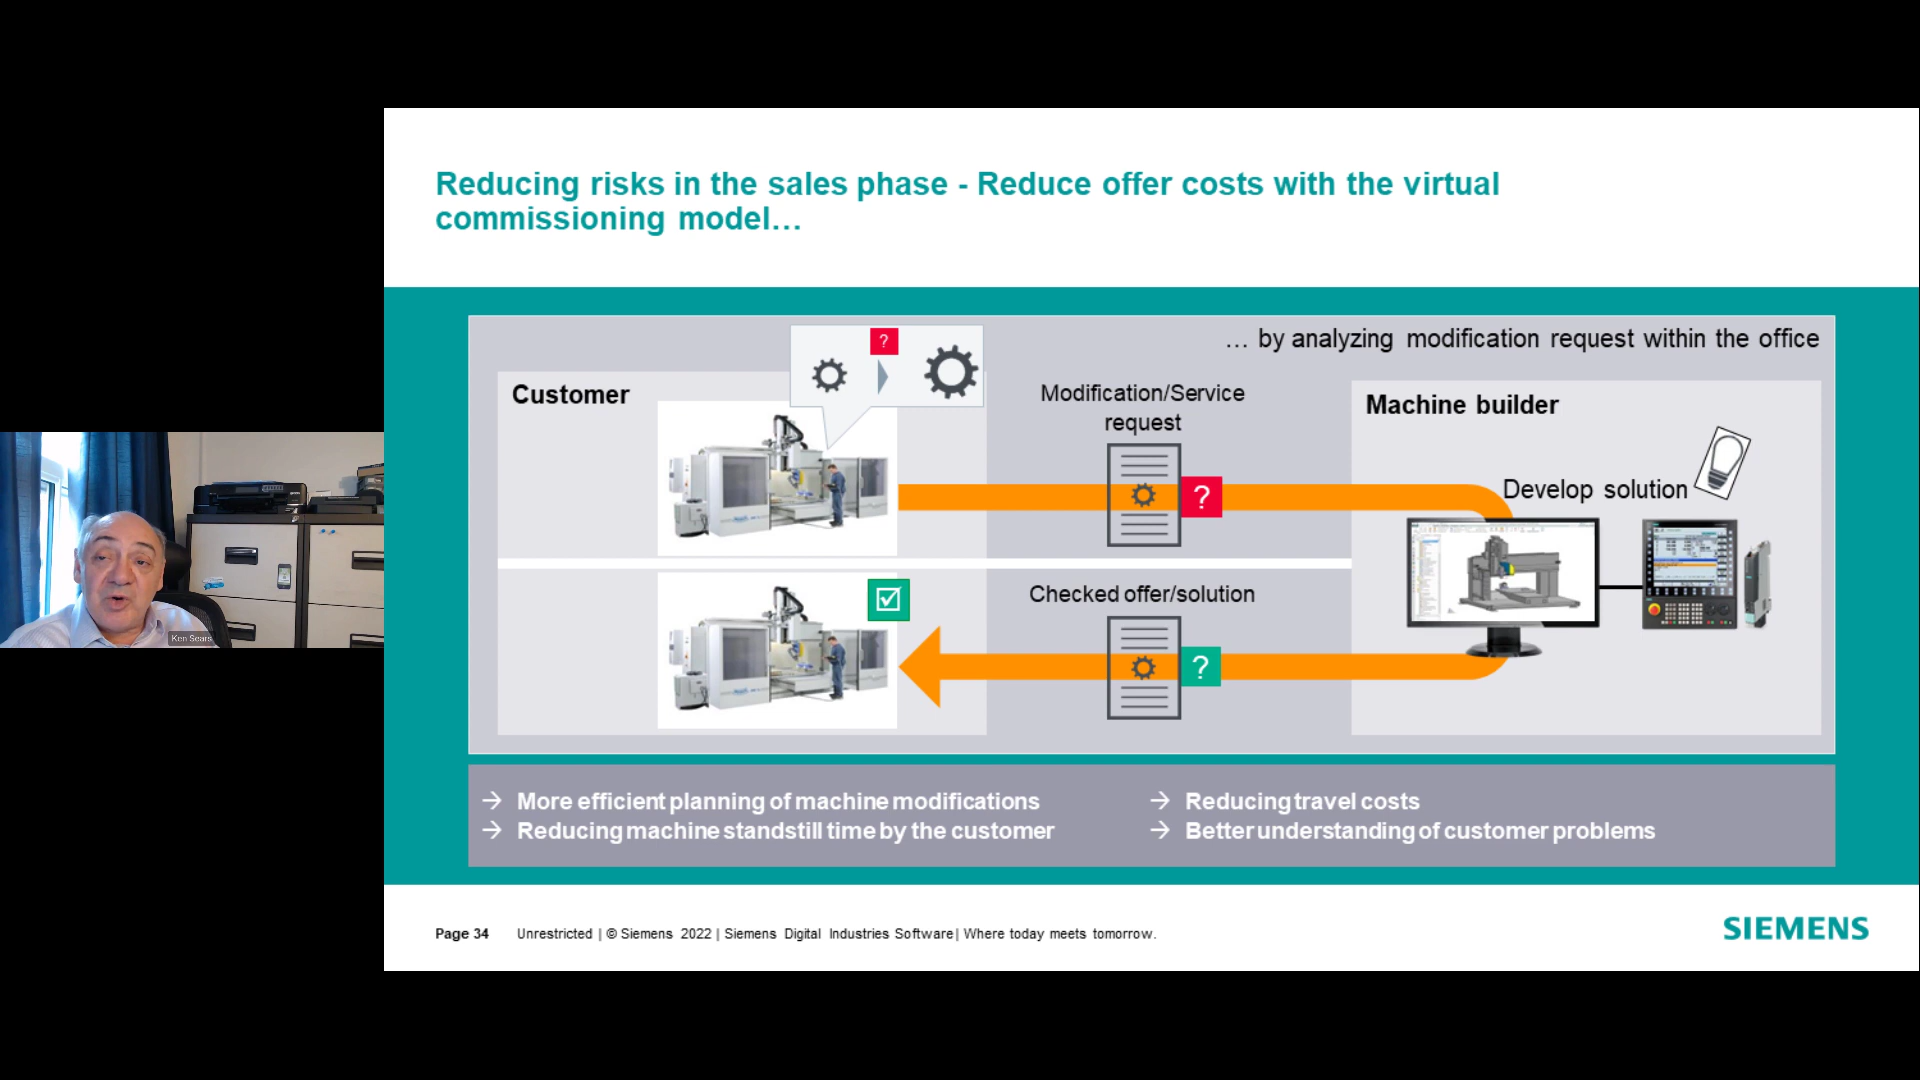 Reducing risks in the sales phase - Reduce offer costs with the virtual
commissioning model…
… by analyzing modification request within the office
?
Customer
Modification/Service
request
?
Machine builder
Develop solution
Checked offer/solution
?
→ More efficient planning of machine modifications
→ Reducing machine standstill time by the customer
→ Reducing travel costs
→ Better understanding of customer problems
Ken Sears
Page 34 Unrestricted | © Siemens 2022 | Siemens Digital Industries Software | Where today meets tomorrow.
SIEMENS